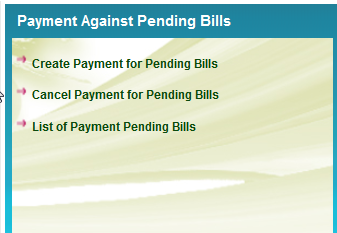 Payment Against Pending Bills
Create Payment for Pending Bills
Cancel Payment for Pending Bills
List of Payment Pending Bills